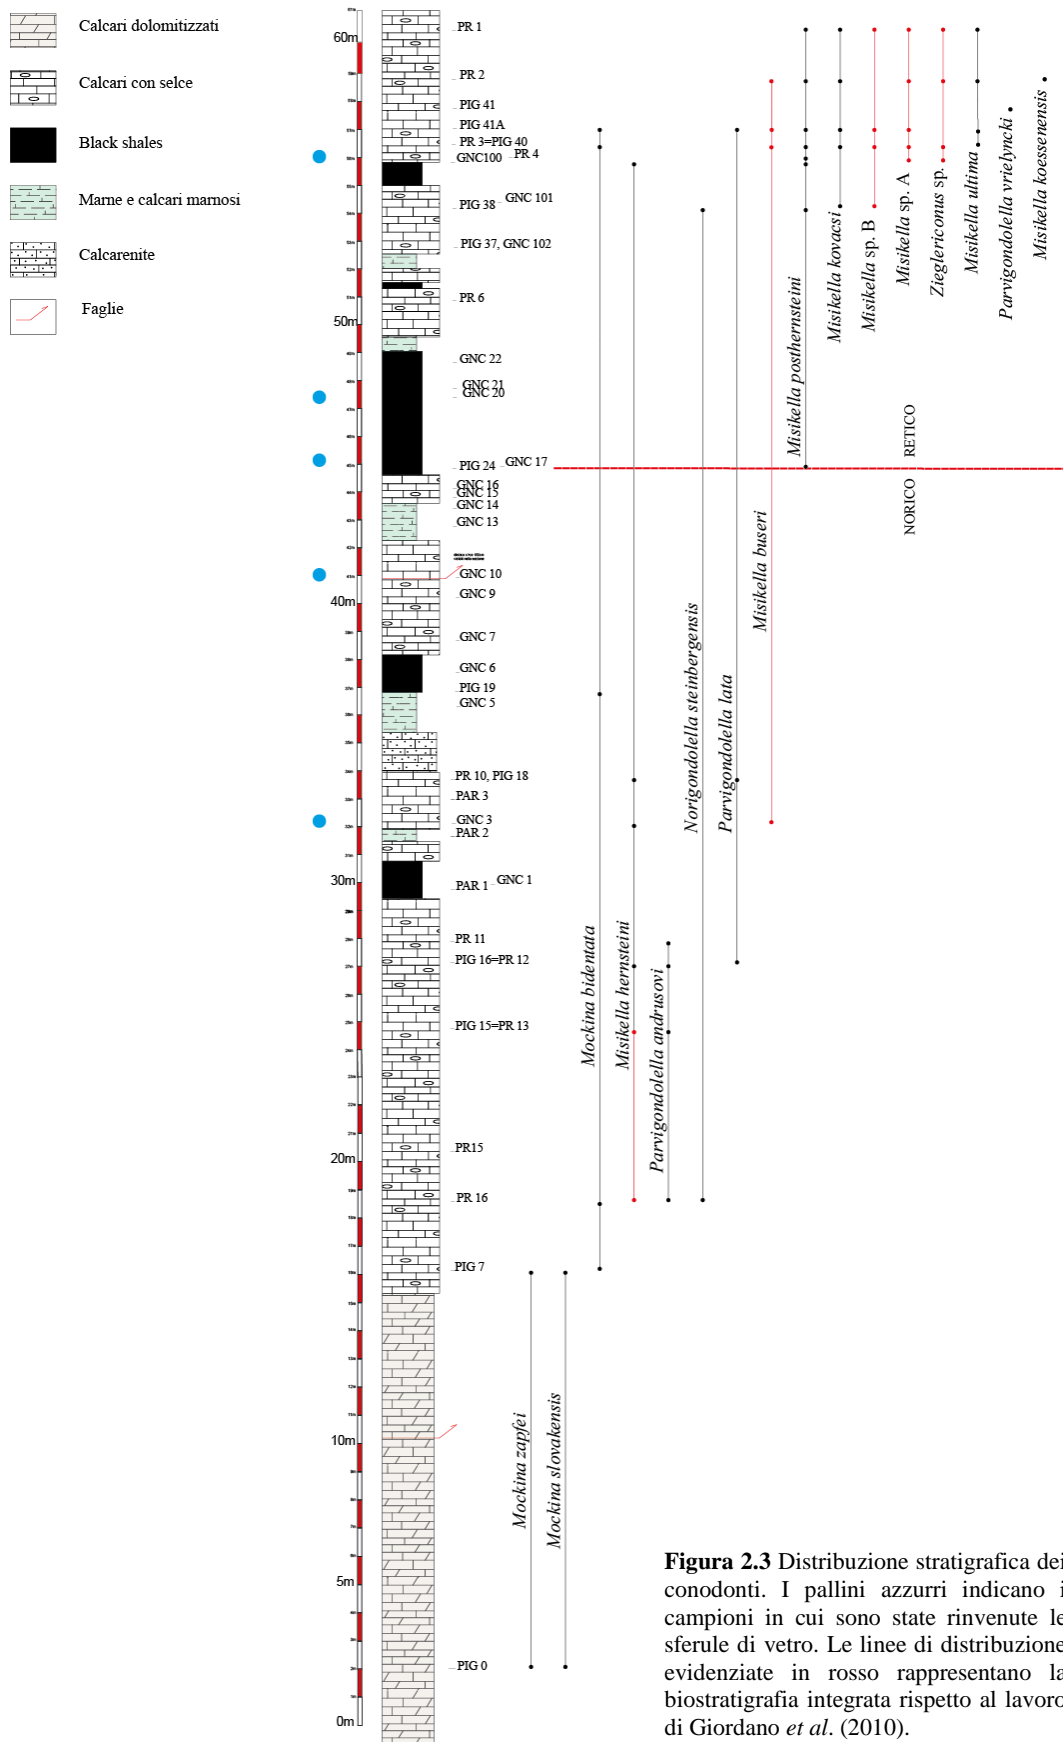 Calcari dolomitizzati
Calcari con selce
Black shales
Marne e calcari marnosi
Calcarenite
Faglie
60m
50m
40m
30m
20m
10m
5m
0m
PR 1
PR 2
PIG 41
PIG 41A
PR 3=PIG 40
PR 4
GNC100
GNC 101
PIG 38
PIG 37, GNC 102
PR 6
GNC 22
GNC 21
GNC 20
GNC 17
PIG 24
GNC 16
GNC 15
GNC 14
GNC 13
GNC 10
GNC 9
GNC 7
GNC 6
PIG 19
GNC 5
PR 10, PIG 18
PAR 3
GNC 3
PAR 2
PAR 1
GNC 1
PR 11
PIG 16=PR 12
PIG 15=PR 13
PR15
PR 16
PIG 7
PIG 0
Mockina zapfei
Mockina slovakensis
Mockina bidentata
Misikella hernsteini
Parvigondolella andrusovi
Norigondolella steinbergensis
Parvigondolella lata
Misikella buseri
Misikella posthernsteini
Misikella kovacsi
Misikella sp. B
Misikella sp. A
Zieglericonus sp.
Misikella ultima
Parvigondolella vrielyncki
Misikella koessenensis
RETICO
NORICO
Figura 2.3 Distribuzione stratigrafica dei
conodonti. I pallini azzurri indicano i
campioni in cui sono state rinvenute le
sferule di vetro. Le linee di distribuzione
evidenziate in rosso rappresentano la
biostratigrafia integrata rispetto al lavoro
di Giordano et al. (2010).